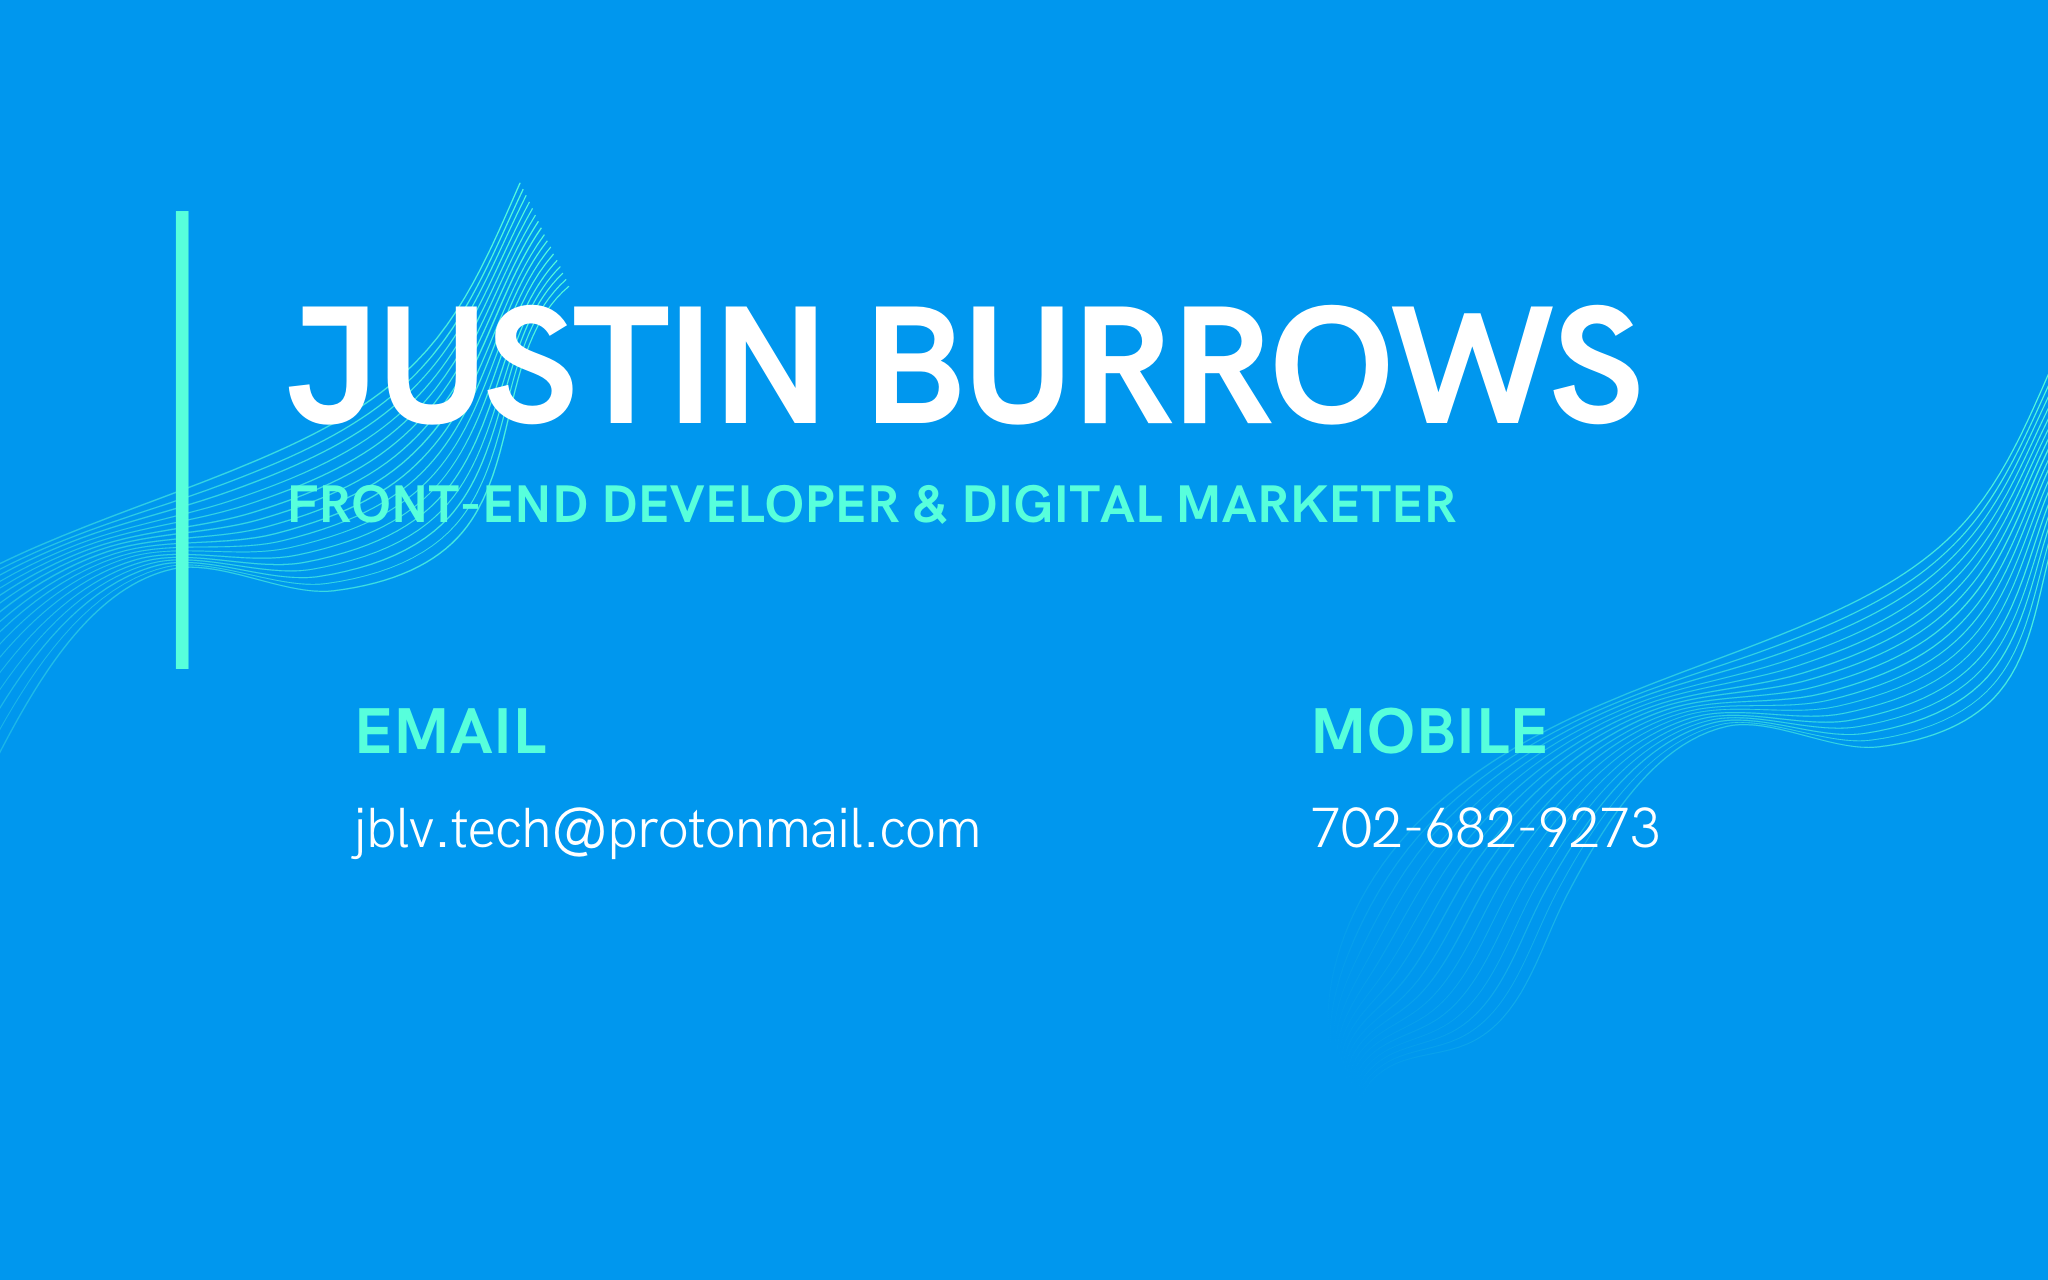 JUSTIN BURROWS
FRONT-END DEVELOPER & DIGITAL MARKETER
EMAIL
jblv.tech@protonmail.com
MOBILE
702-682-9273